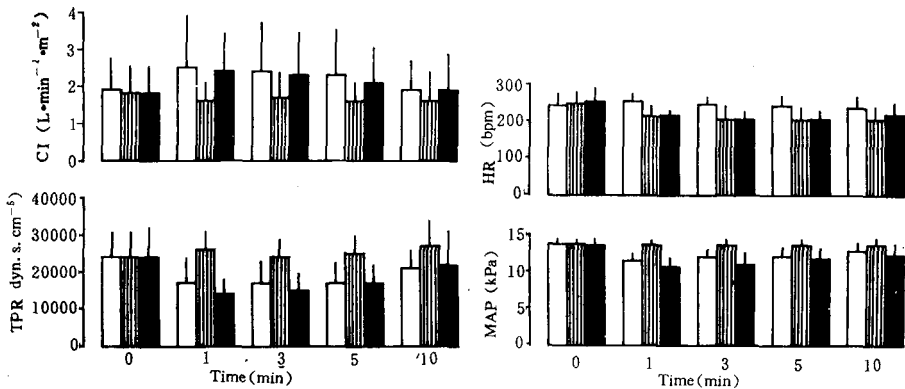 CI (L•min⁻¹•m⁻²)
4
3
2
1
0
TPR dyn.s.cm⁻⁵
40000
30000
20000
10000
0
0 1 3 5 10
Time(min)
HR (bpm)
300
200
100
0
MAP (kPa)
15
10
5
0
0 1 3 5 10
Time(min)